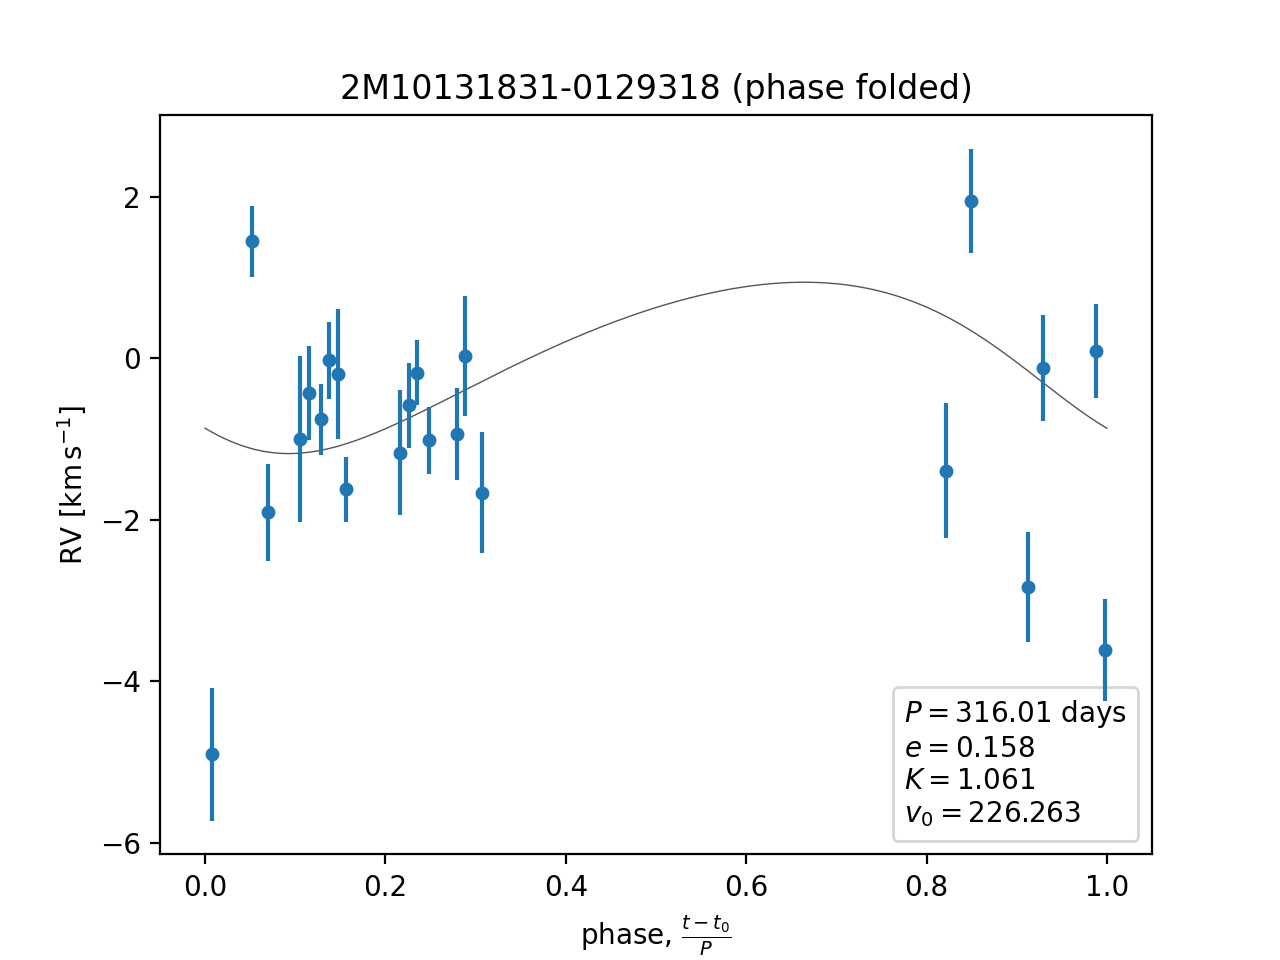 2M10131831-0129318 (phase folded)
RV [km s⁻¹]
2
0
−2
−4
−6
P = 316.01 days
e = 0.158
K = 1.061
v₀ = 226.263
0.0 0.2 0.4 0.6 0.8 1.0
phase, (t − t₀)/P